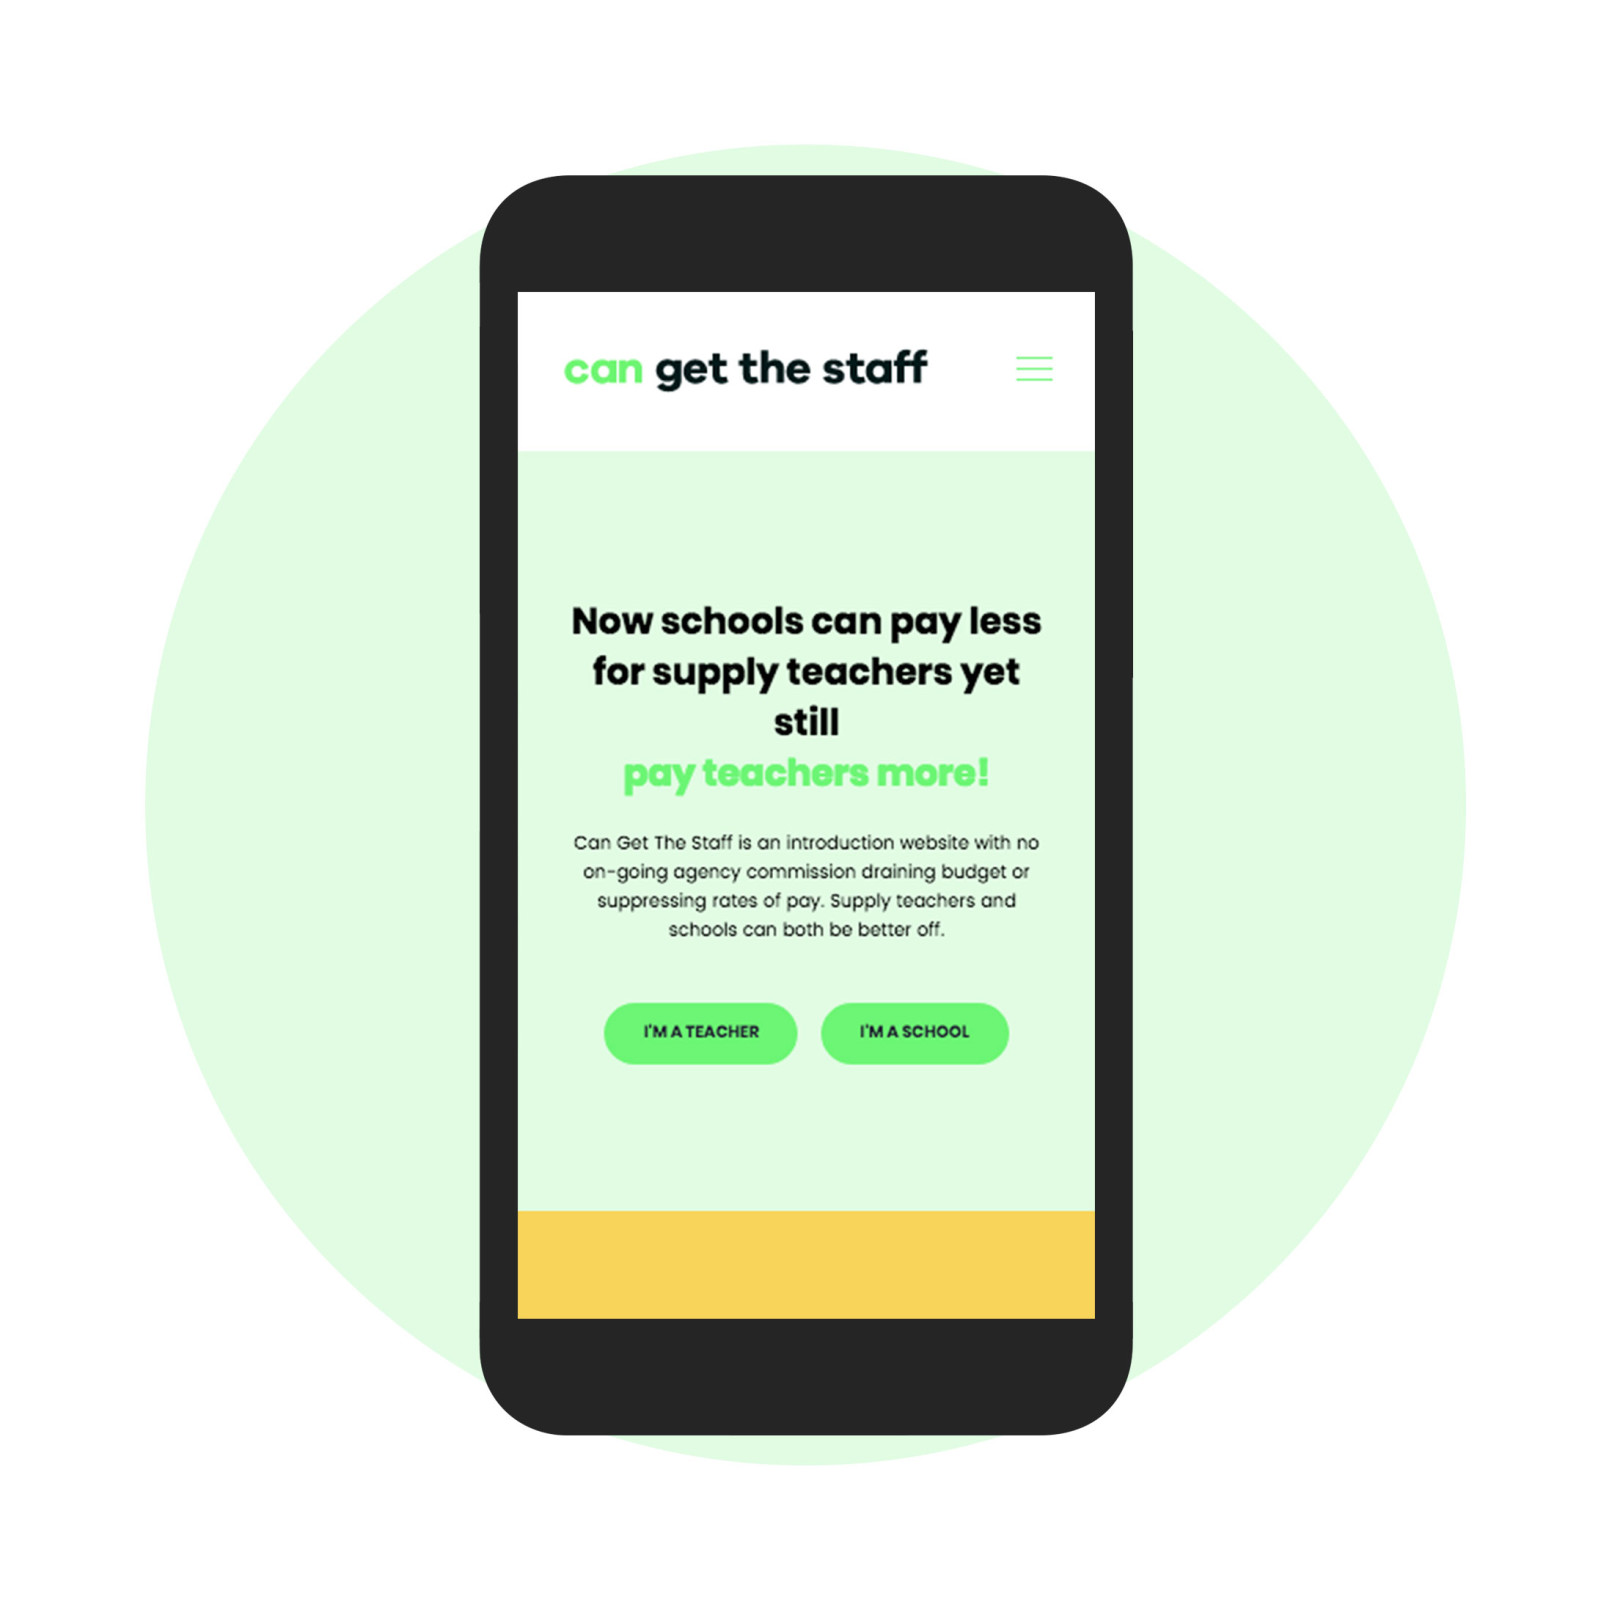 can get the staff
Now schools can pay less
for supply teachers yet
still
pay teachers more!
Can Get The Staff is an introduction website with no
on-going agency commission draining budget or
suppressing rates of pay. Supply teachers and
schools can both be better off.
I'M A TEACHER
I'M A SCHOOL